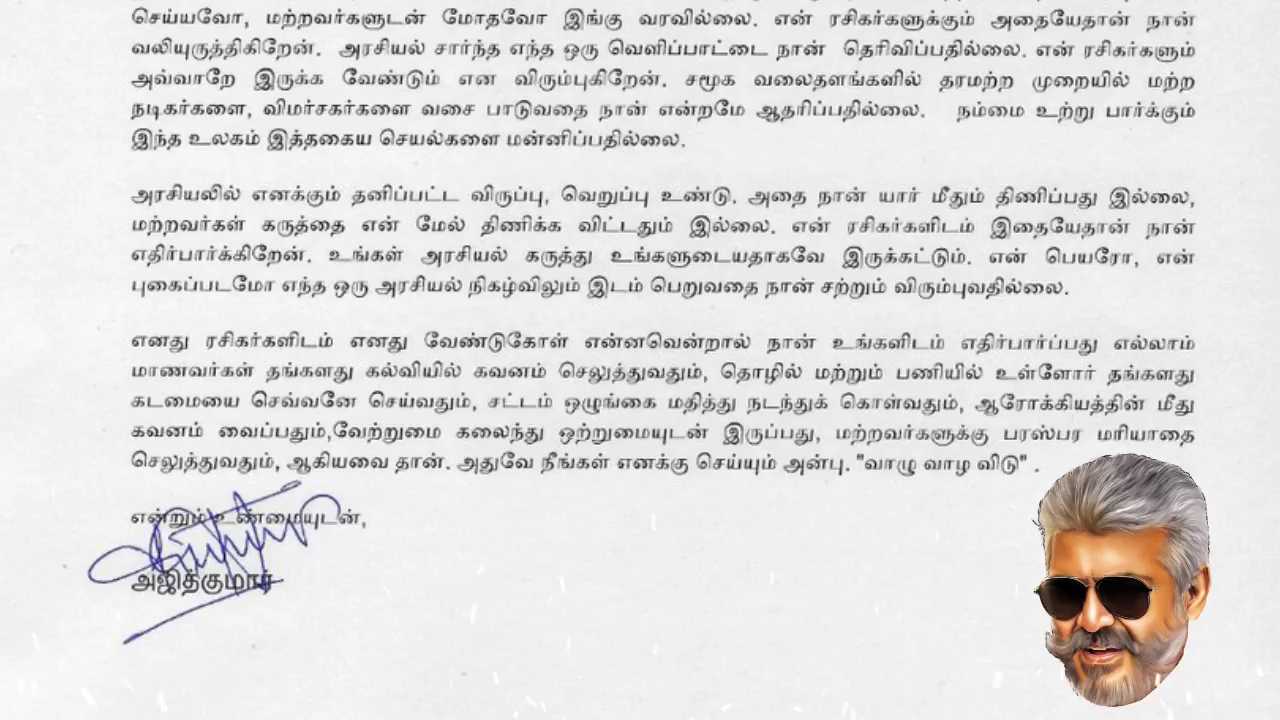 செய்யவோ, மற்றவர்களுடன் மோதவோ இங்கு வரவில்லை. என் ரசிகர்களுக்கும் அதையேதான் நான்
வலியுருத்திகிறேன். அரசியல் சார்ந்த எந்த ஒரு வெளிப்பாட்டை நான் தெரிவிப்பதில்லை. என் ரசிகர்களும்
அவ்வாறே இருக்க வேண்டும் என விரும்புகிறேன். சமூக வலைதளங்களில் தரமற்ற முறையில் மற்ற
நடிகர்களை, விமர்சகர்களை வசை பாடுவதை நான் என்றமே ஆதரிப்பதில்லை. நம்மை உற்று பார்க்கும்
இந்த உலகம் இத்தகைய செயல்களை மன்னிப்பதில்லை.
அரசியலில் எனக்கும் தனிப்பட்ட விருப்பு, வெறுப்பு உண்டு. அதை நான் யார் மீதும் திணிப்பது இல்லை,
மற்றவர்கள் கருத்தை என் மேல் திணிக்க விட்டதும் இல்லை. என் ரசிகர்களிடம் இதையேதான் நான்
எதிர்பார்க்கிறேன். உங்கள் அரசியல் கருத்து உங்களுடையதாகவே இருக்கட்டும். என் பெயரோ, என்
புகைப்படமோ எந்த ஒரு அரசியல் நிகழ்விலும் இடம் பெறுவதை நான் சற்றும் விரும்புவதில்லை.
எனது ரசிகர்களிடம் எனது வேண்டுகோள் என்னவென்றால் நான் உங்களிடம் எதிர்பார்ப்பது எல்லாம்
மாணவர்கள் தங்களது கல்வியில் கவனம் செலுத்துவதும், தொழில் மற்றும் பணியில் உள்ளோர் தங்களது
கடமையை செவ்வனே செய்வதும், சட்டம் ஒழுங்கை மதித்து நடந்துக் கொள்வதும், ஆரோக்கியத்தின் மீது
கவனம் வைப்பதும்,வேற்றுமை கலைந்து ஒற்றுமையுடன் இருப்பது, மற்றவர்களுக்கு பரஸ்பர மரியாதை
செலுத்துவதும், ஆகியவை தான். அதுவே நீங்கள் எனக்கு செய்யும் அன்பு. "வாழு வாழ விடு" .
என்றும் உண்மையுடன்,
அஜித்குமார்